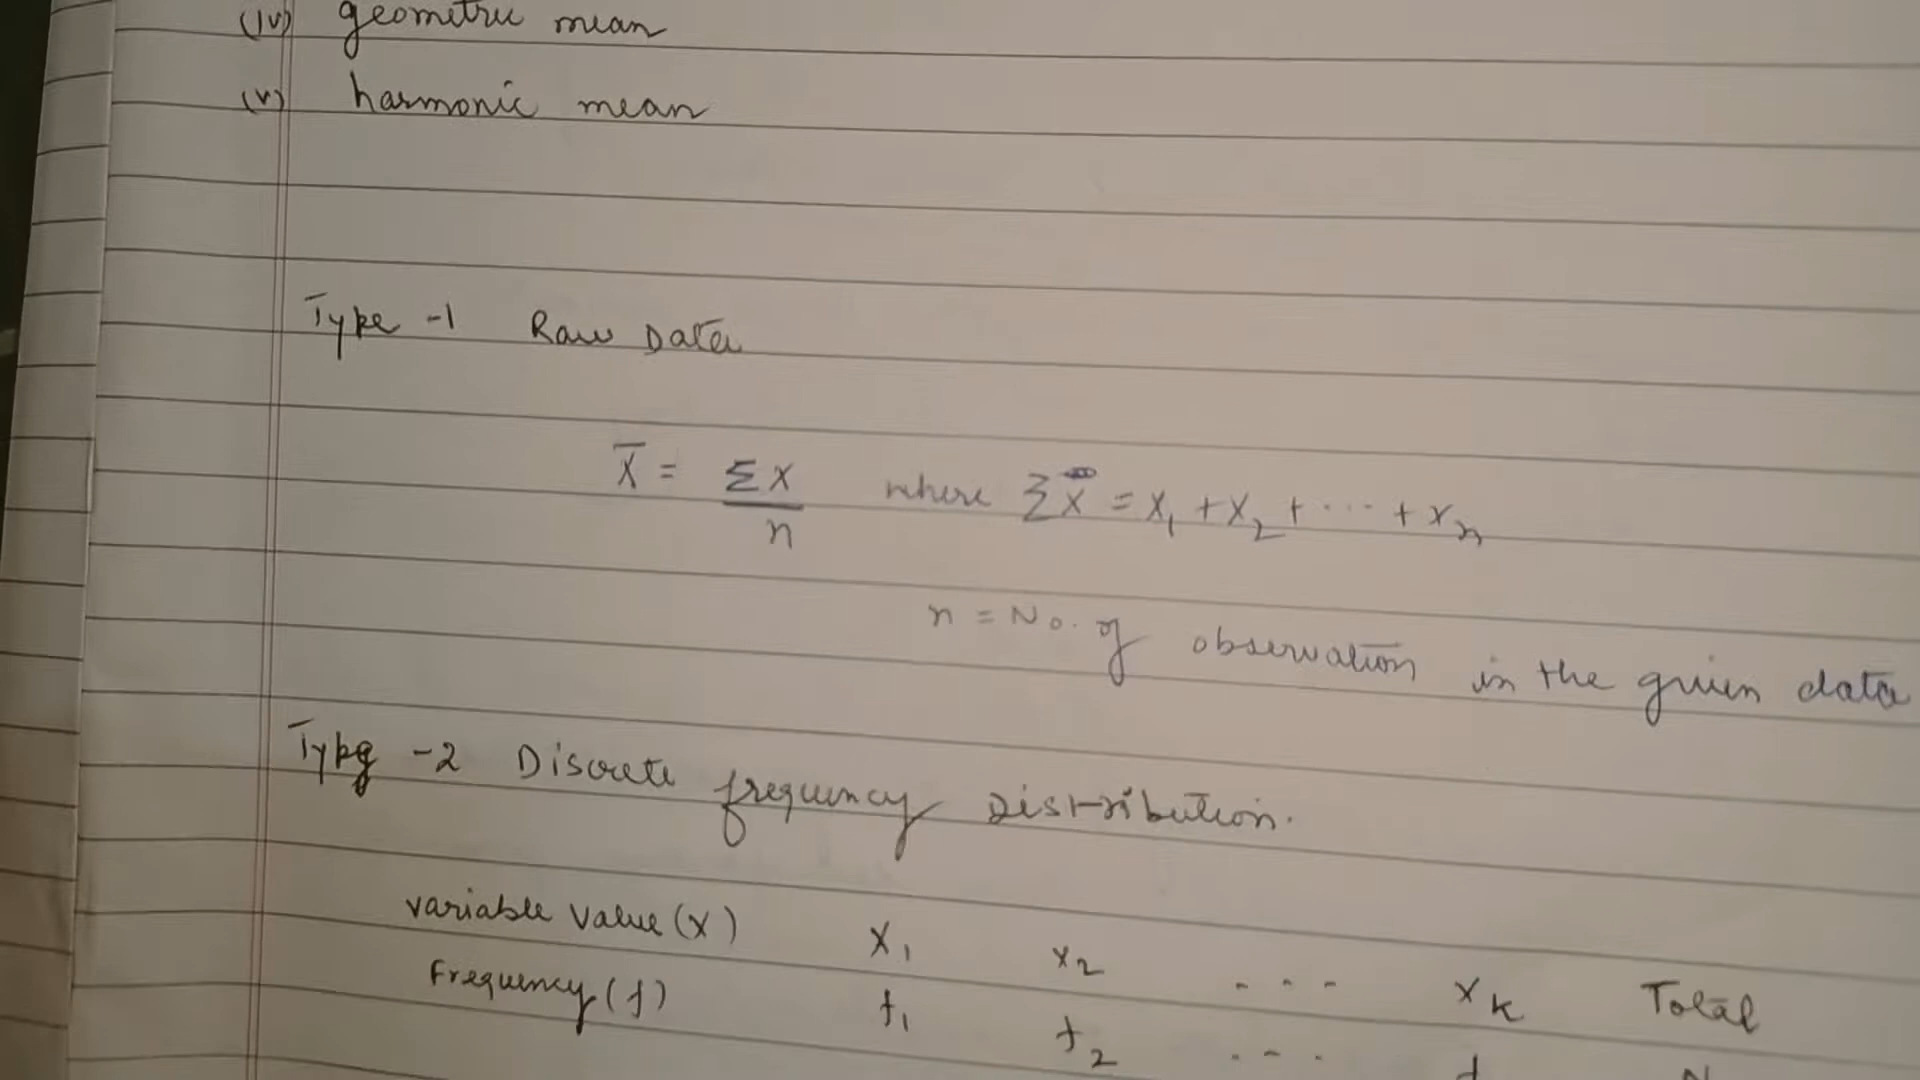 (iv) geometric mean
(v) harmonic mean
Type -1 Raw Data
X̄ = Σx / n where Σx = x₁ + x₂ + ... + xₙ
n = No. of observation in the given data
Type -2 Discrete frequency Distribution.
variable value (x) x₁ x₂ ... xₖ Total
Frequency (f) f₁ f₂ ...